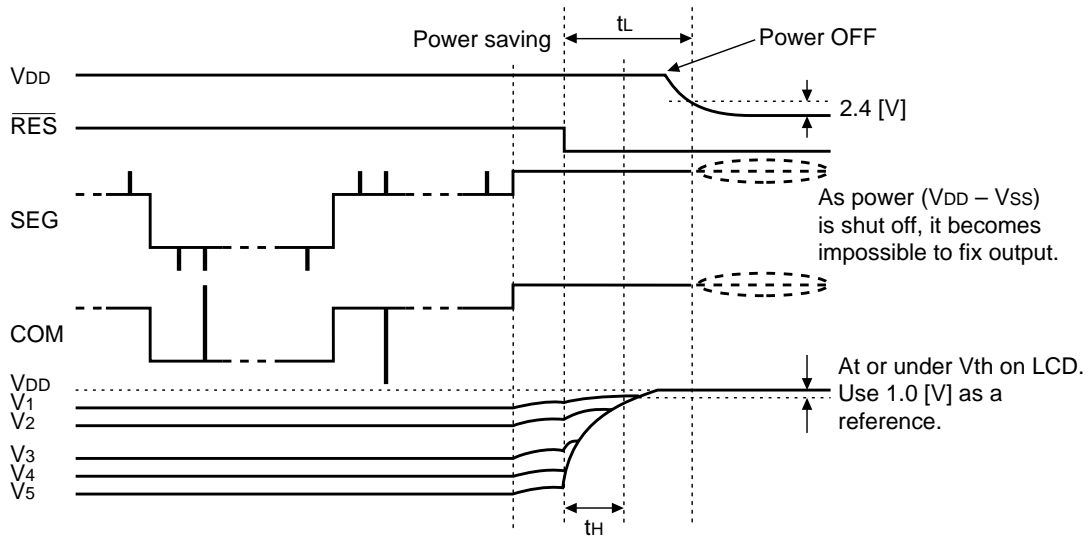 tL
Power saving
Power OFF
VDD
2.4 [V]
RES
SEG
As power (VDD – VSS)
is shut off, it becomes
impossible to fix output.
COM
VDD
At or under Vth on LCD.
V1
Use 1.0 [V] as a
V2
reference.
V3
V4
V5
tH